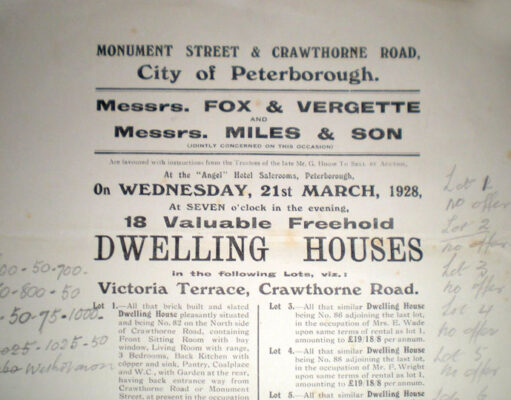 MONUMENT STREET & CRAWTHORNE ROAD,
City of Peterborough.
Messrs. FOX & VERGETTE
AND
Messrs. MILES & SON
(JOINTLY CONCERNED ON THIS OCCASION)
Are favoured with instructions from the Trustees of the late Mr. G. House To SELL BY AUCTION,
At the "Angel" Hotel Salerooms, Peterborough,
On WEDNESDAY, 21st MARCH, 1928,
At SEVEN o'clock in the evening,
18 Valuable Freehold
DWELLING HOUSES
in the following Lots, viz.:
Victoria Terrace, Crawthorne Road.
Lot 1.—All that brick built and slated
Dwelling House pleasantly situated
and being No. 82 on the North side
of Crawthorne Road, containing
Front Sitting Room with bay
window, Living Room with range,
3 Bedrooms, Back Kitchen with
copper and sink, Pantry, Coalplace
and W.C., with Garden at the rear,
having back entrance way from
Crawthorne Road or Monument
Street, at present in the occupation
Lot 3.—All that similar Dwelling House
being No. 86 adjoining the last lot,
in the occupation of Mrs. E. Wade
upon same terms of rental as lot 1,
amounting to £19/18/8 per annum.
Lot 4.—All that similar Dwelling House
being No. 88 adjoining the last lot,
in the occupation of Mr. F. Wright
upon same terms of rental as lot 1,
amounting to £19/18/8 per annum.
Lot 5.—All that similar Dwelling House
Lot 1
no offer
Lot 2
no offer
Lot 3
no offer
Lot 4
no offer
Lot 5
no offer
Lot 6
00-50-700-
0-800-50
-50-75-1000-
025-1025-50